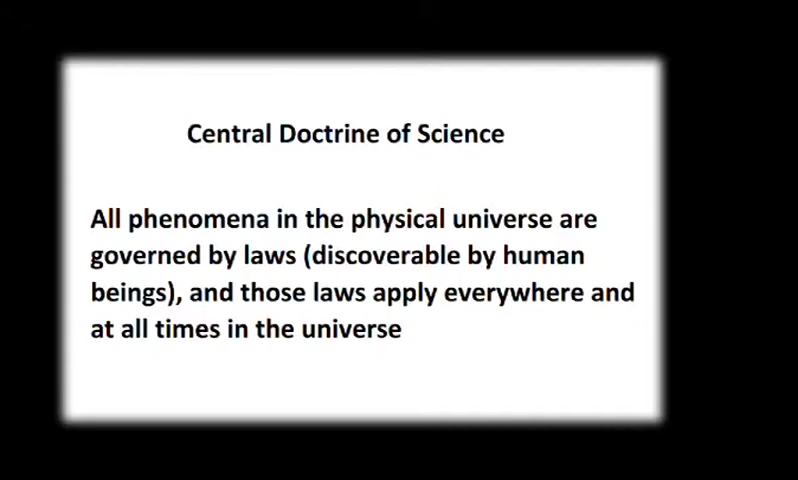 Central Doctrine of Science
All phenomena in the physical universe are
governed by laws (discoverable by human
beings), and those laws apply everywhere and
at all times in the universe